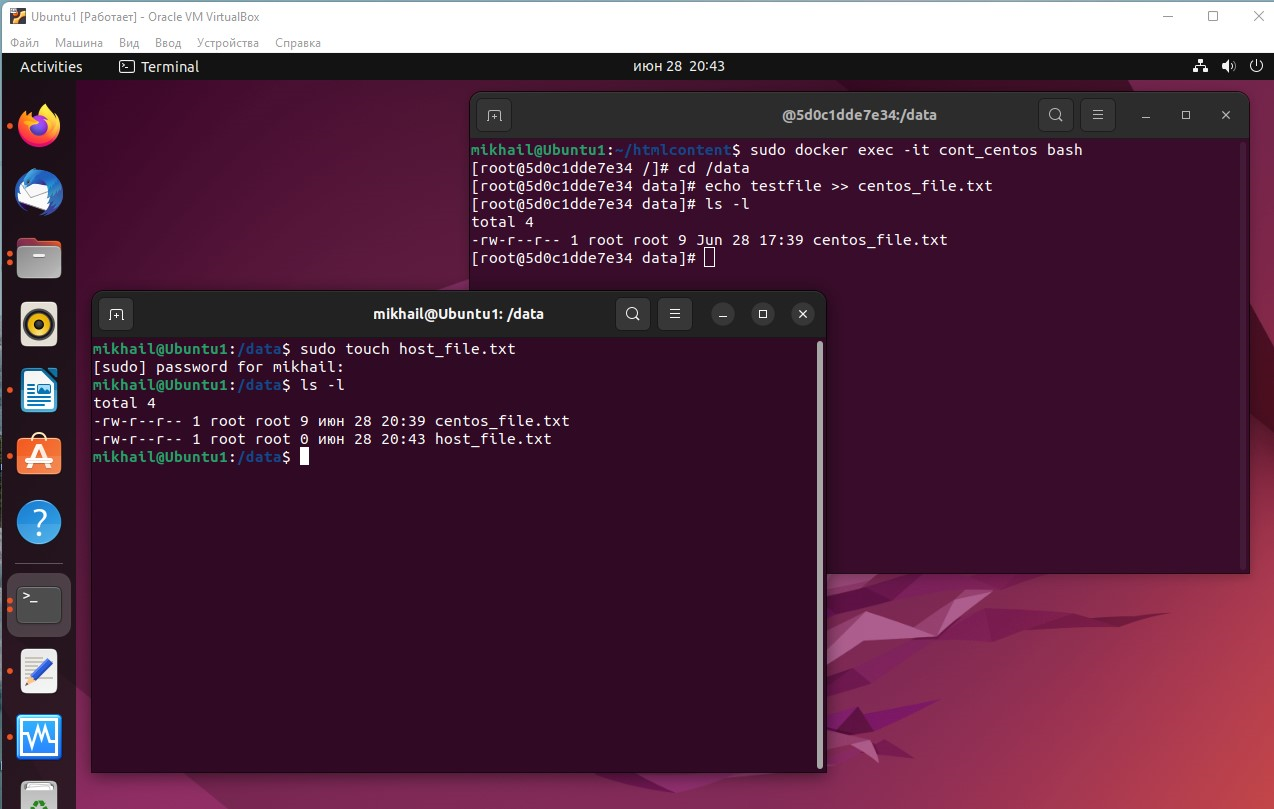 Ubuntu1 [Работает] - Oracle VM VirtualBox
Файл Машина Вид Ввод Устройства Справка
Activities Terminal июн 28 20:43
@5d0c1dde7e34:/data
mikhail@Ubuntu1:~/htmlcontent$ sudo docker exec -it cont_centos bash
[root@5d0c1dde7e34 /]# cd /data
[root@5d0c1dde7e34 data]# echo testfile >> centos_file.txt
[root@5d0c1dde7e34 data]# ls -l
total 4
-rw-r--r-- 1 root root 9 Jun 28 17:39 centos_file.txt
[root@5d0c1dde7e34 data]#
mikhail@Ubuntu1: /data
mikhail@Ubuntu1:/data$ sudo touch host_file.txt
[sudo] password for mikhail:
mikhail@Ubuntu1:/data$ ls -l
total 4
-rw-r--r-- 1 root root 9 июн 28 20:39 centos_file.txt
-rw-r--r-- 1 root root 0 июн 28 20:43 host_file.txt
mikhail@Ubuntu1:/data$